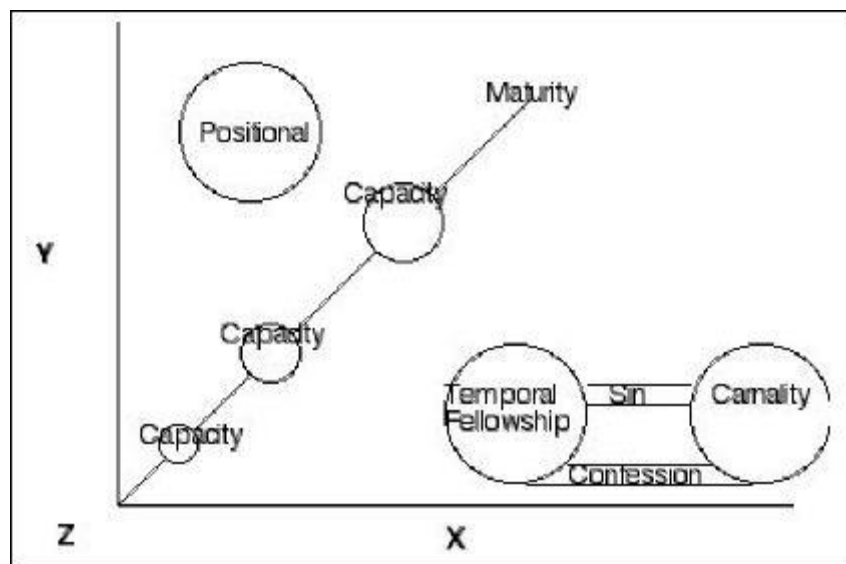 Maturity
Positional
Capacity
Y
Capacity
Temporal
Fellowship
Sin
Carnality
Capacity
Confession
Z
X